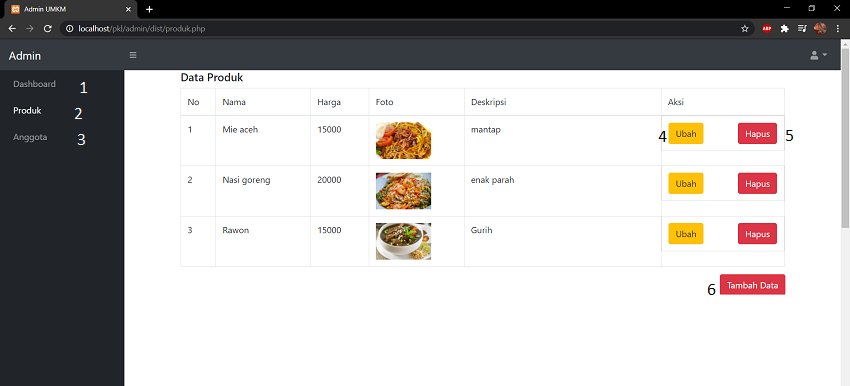 Admin UMKM
localhost/pkl/admin/dist/produk.php
ABP
Admin
Dashboard 1
Produk 2
Anggota 3
Data Produk
No Nama Harga Foto Deskripsi Aksi
1 Mie aceh 15000 mantap 4 Ubah Hapus 5
2 Nasi goreng 20000 enak parah Ubah Hapus
3 Rawon 15000 Gurih Ubah Hapus
6 Tambah Data